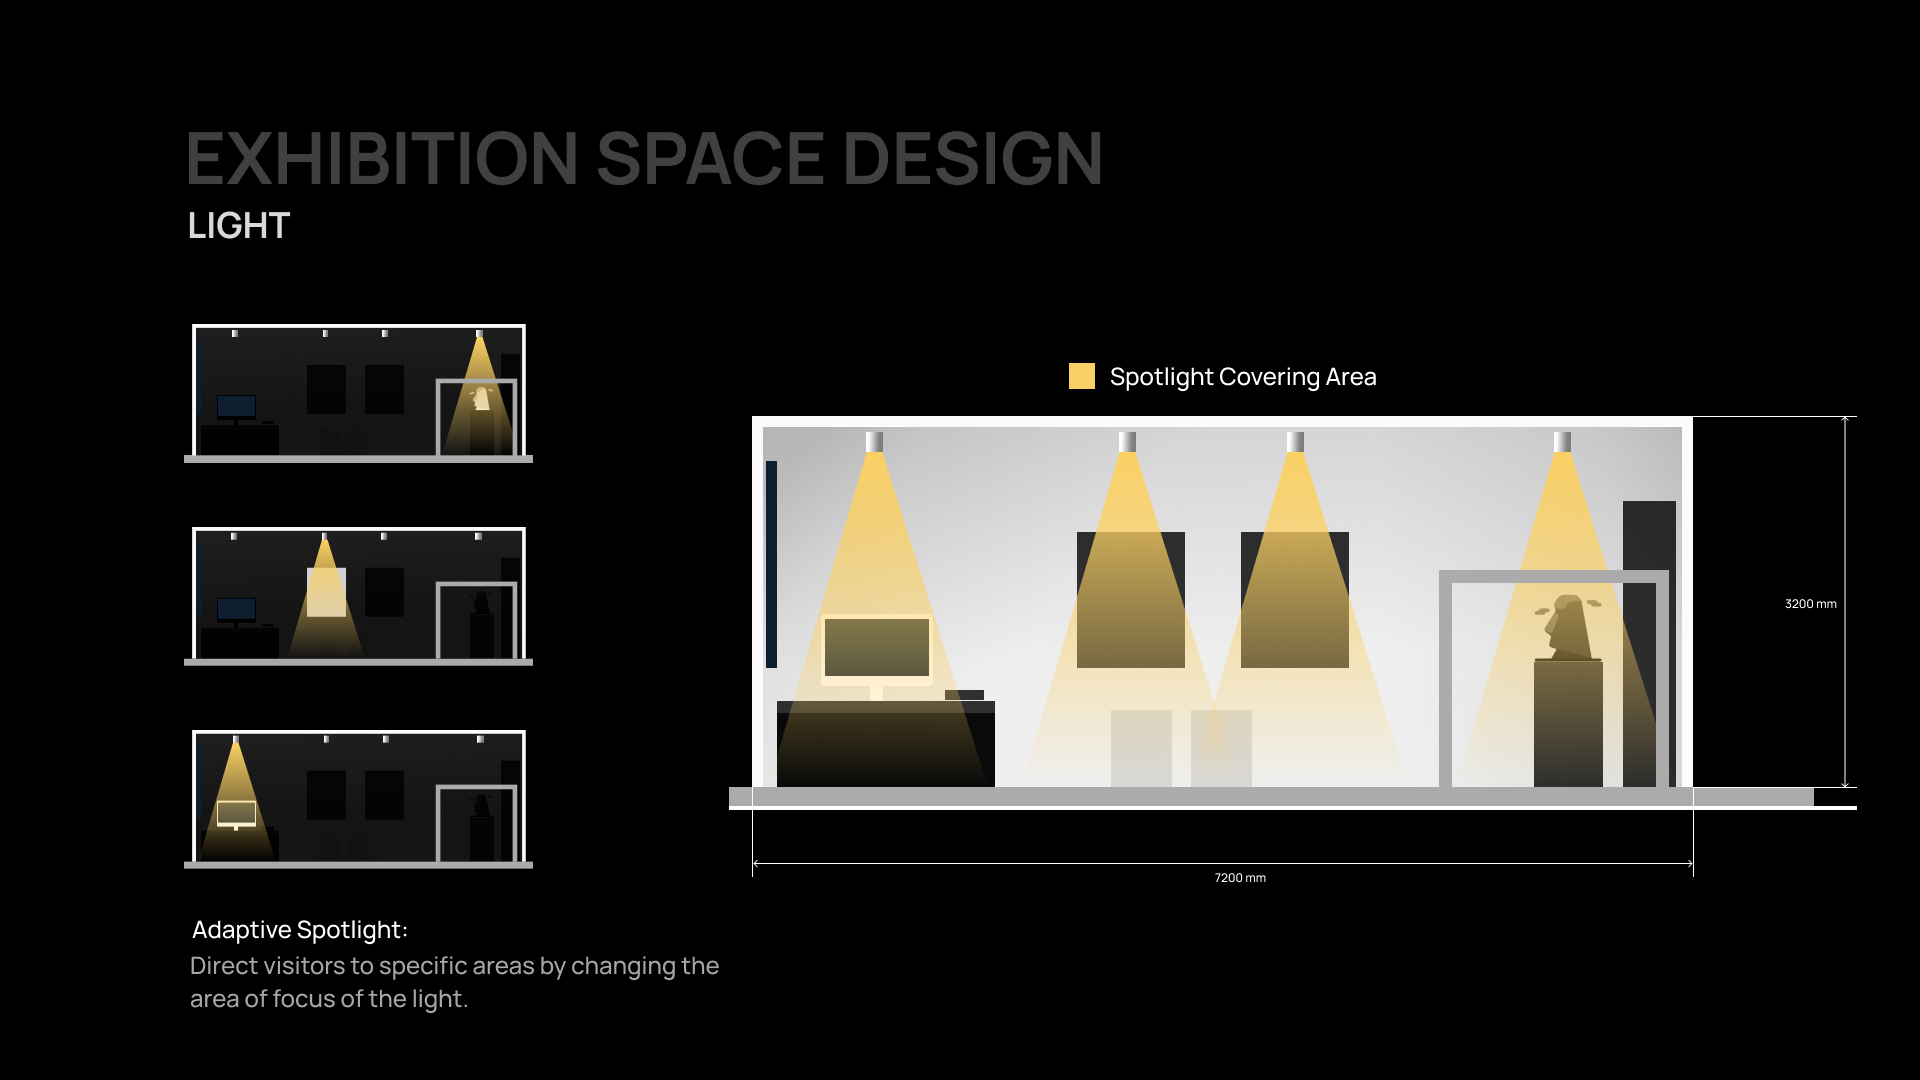 EXHIBITION SPACE DESIGN
LIGHT
Spotlight Covering Area
3200 mm
7200 mm
Adaptive Spotlight:
Direct visitors to specific areas by changing the
area of focus of the light.